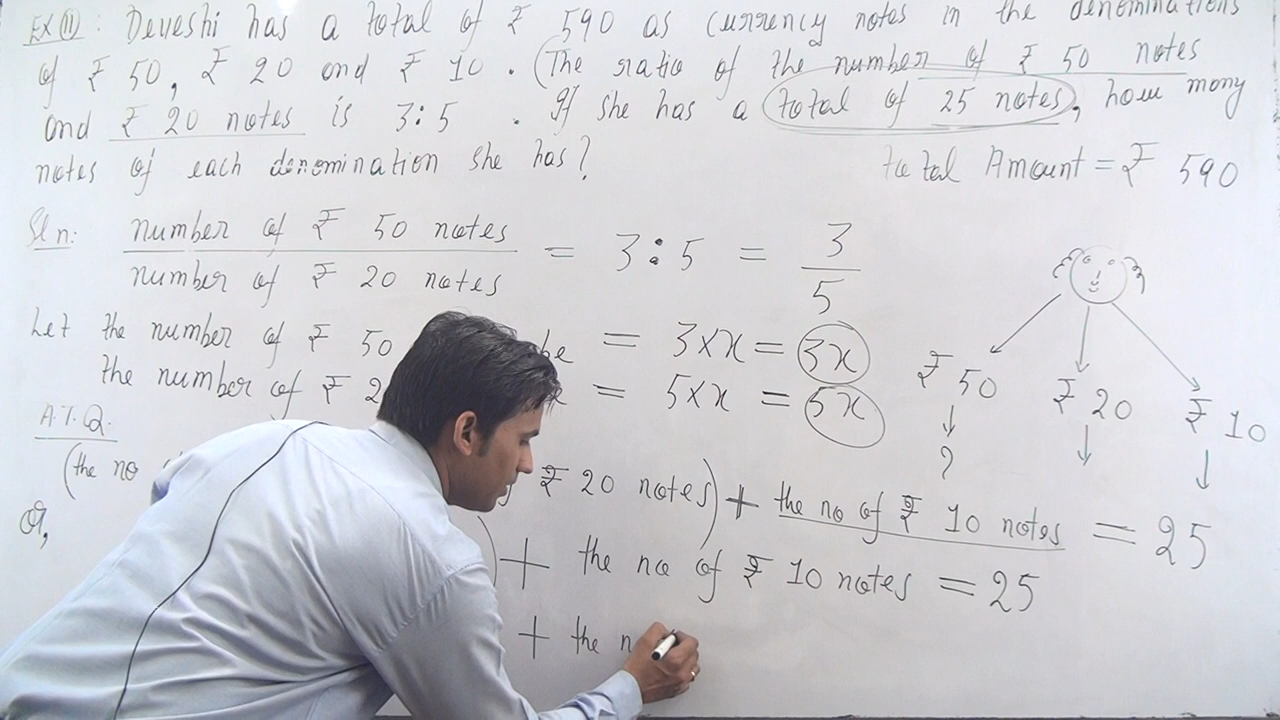 EX (11) : Deveshi has a total of ₹ 590 as currency notes in the denominations
of ₹ 50, ₹ 20 and ₹ 10 . (The ratio of the number of ₹ 50 notes
and ₹ 20 notes is 3:5 . If she has a total of 25 notes, how many
notes of each denomination she has?
total Amount = ₹ 590
Sln: number of ₹ 50 notes / number of ₹ 20 notes = 3:5 = 3/5
Let the number of ₹ 50 be = 3×x = 3x
the number of ₹ 2 = 5×x = 5x
₹ 50 ₹ 20 ₹ 10
?
A.T.Q.
(the no ₹ 20 notes) + the no of ₹ 10 notes = 25
or, ) + the no of ₹ 10 notes = 25
+ the n